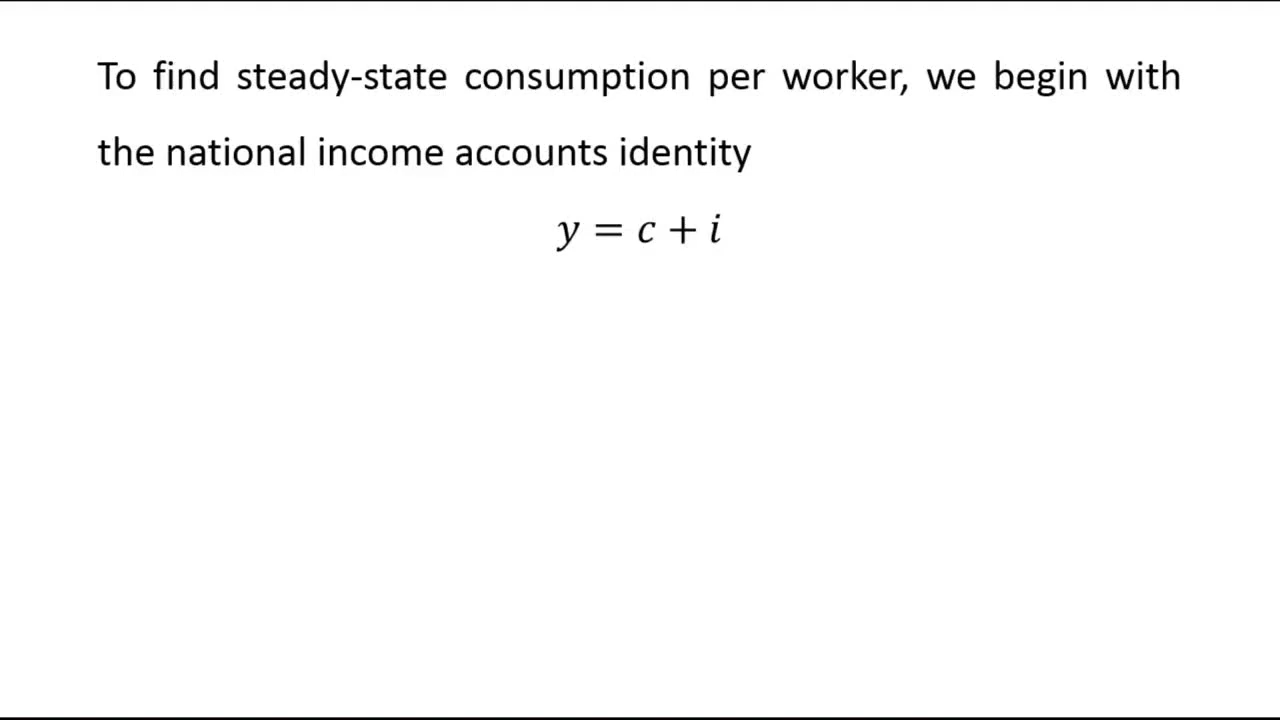 To find steady-state consumption per worker, we begin with
the national income accounts identity
y = c + i